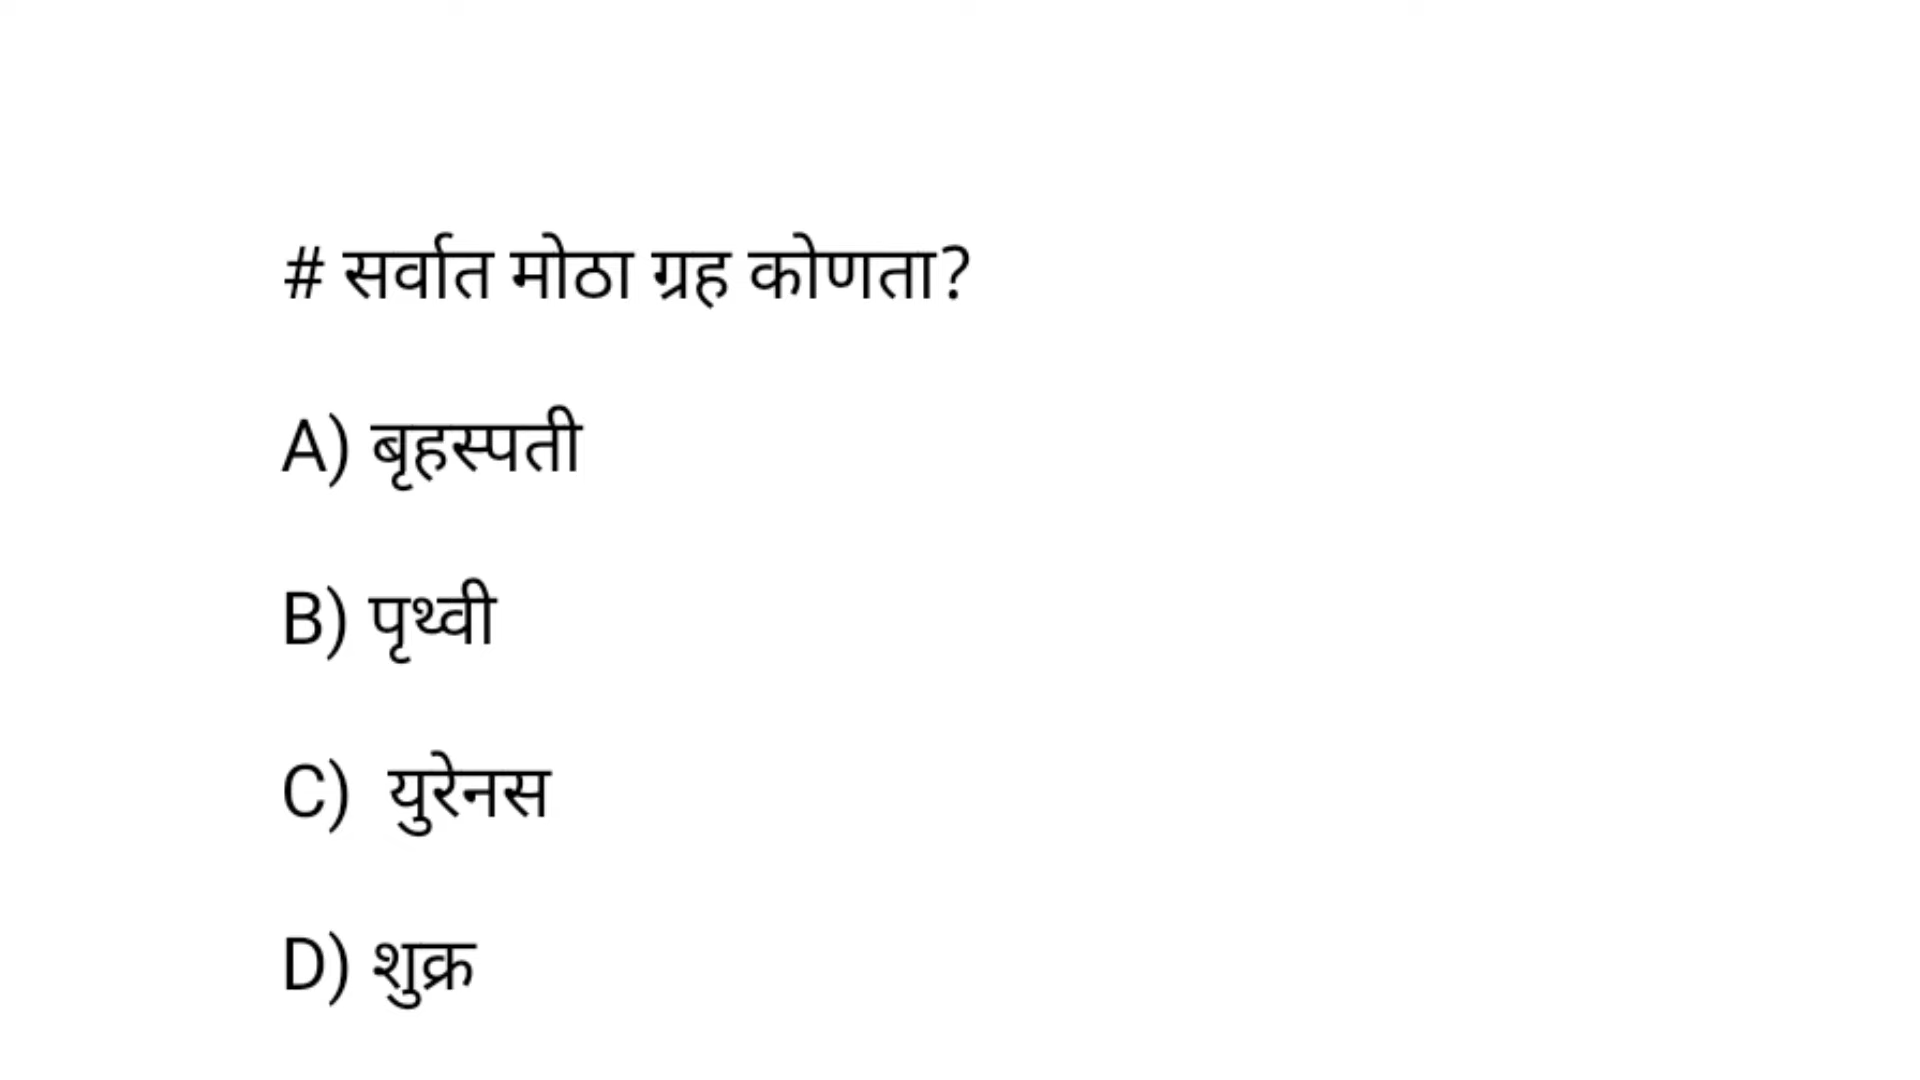 # सर्वात मोठा ग्रह कोणता?
A) बृहस्पती
B) पृथ्वी
C) युरेनस
D) शुक्र